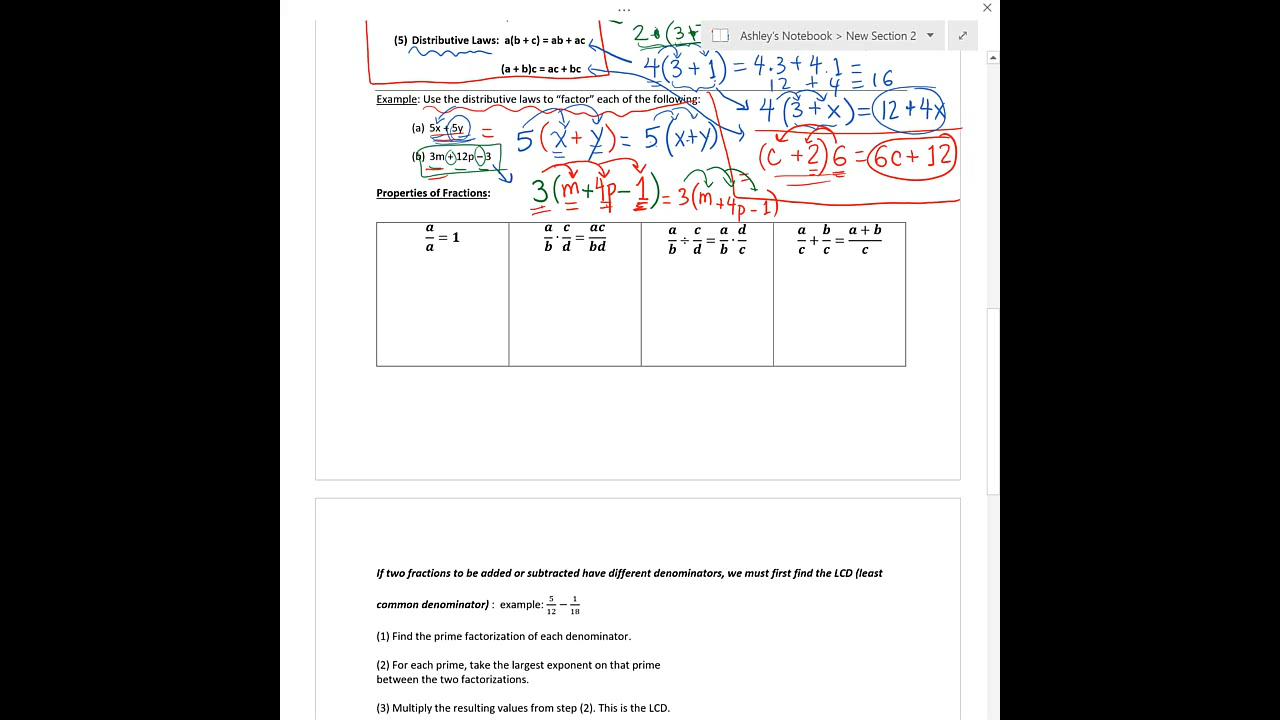 ...
Ashley's Notebook > New Section 2
(5) Distributive Laws: a(b + c) = ab + ac
2 • (3 +
(a + b)c = ac + bc
4(3 + 1) = 4.3 + 4.1 =
12 + 4 = 16
Example: Use the distributive laws to "factor" each of the following:
4(3 + x) = 12 + 4x
(a) 5x + 5y = 5(x + y) = 5(x+y)
(c + 2)6 = 6c + 12
(b) 3m + 12p – 3
3(m + 4p – 1) = 3(m + 4p – 1)
Properties of Fractions:
a/a = 1
a/b · c/d = ac/bd
a/b ÷ c/d = a/b · d/c
a/c + b/c = a + b/c
If two fractions to be added or subtracted have different denominators, we must first find the LCD (least
common denominator) : example: 5/12 − 1/18
(1) Find the prime factorization of each denominator.
(2) For each prime, take the largest exponent on that prime
between the two factorizations.
(3) Multiply the resulting values from step (2). This is the LCD.